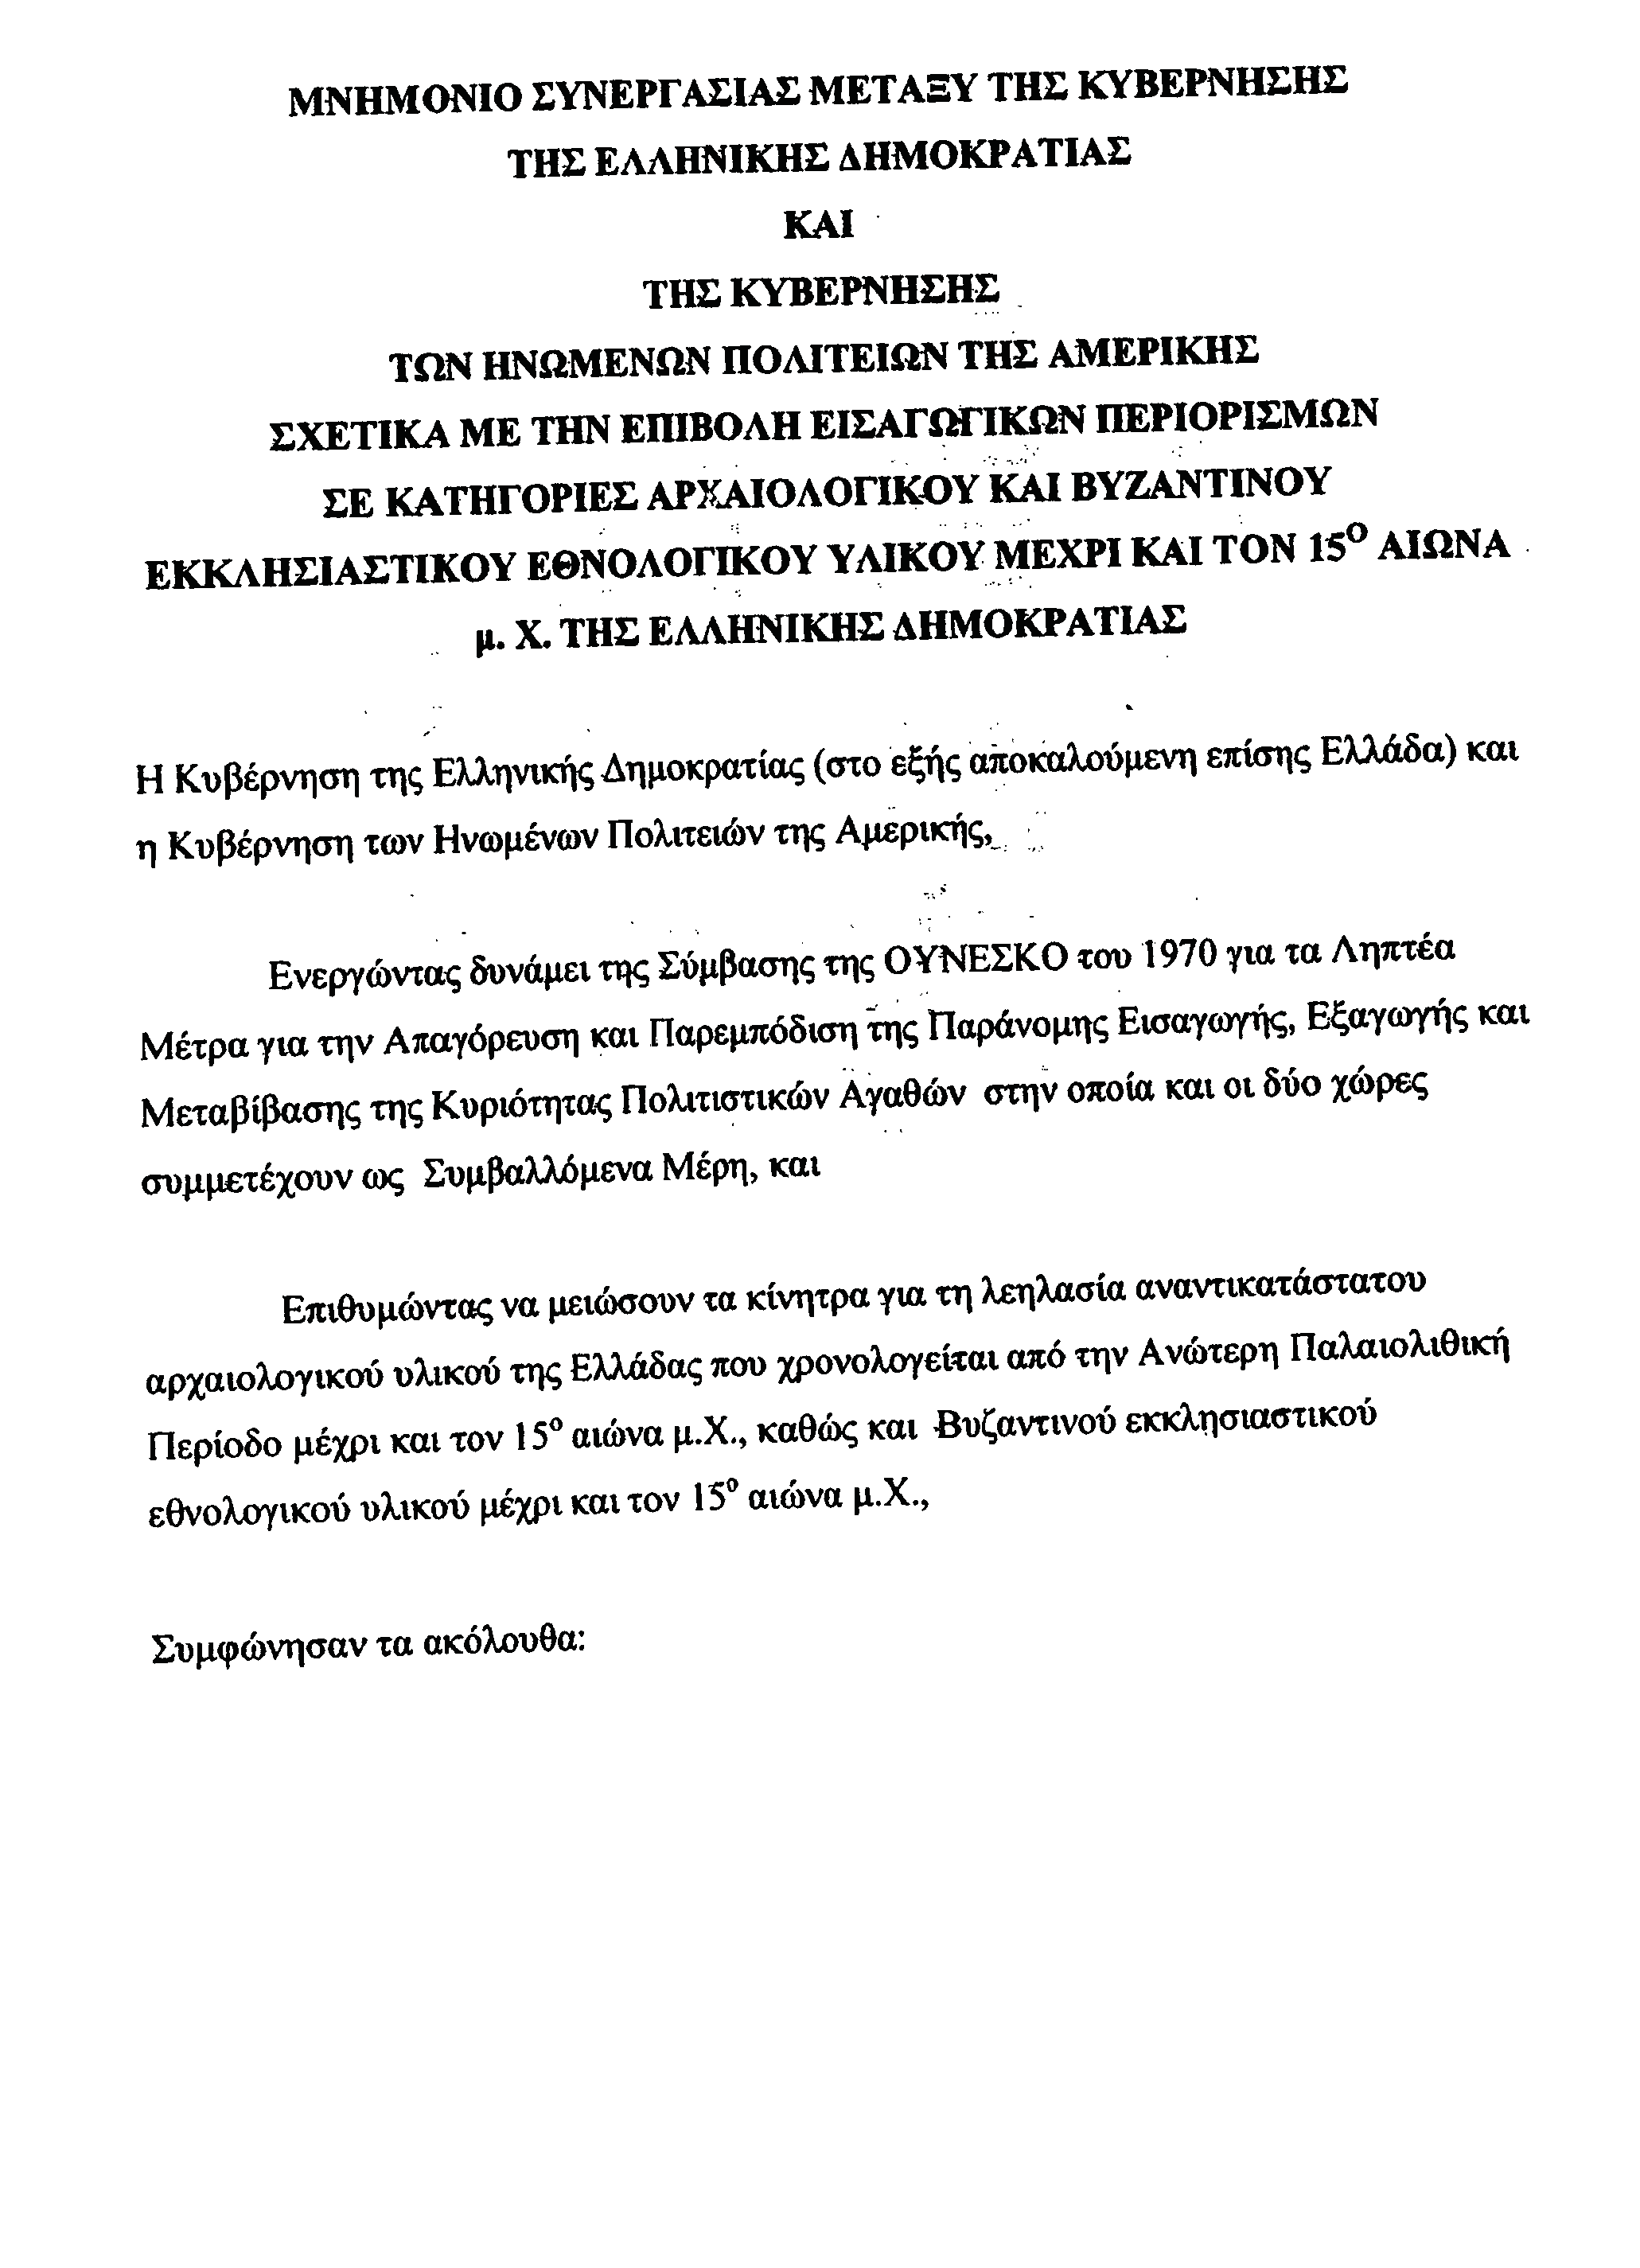 ΜΝΗΜΟΝΙΟ ΣΥΝΕΡΓΑΣΙΑΣ ΜΕΤΑΞΥ ΤΗΣ ΚΥΒΕΡΝΗΣΗΣ
ΤΗΣ ΕΛΛΗΝΙΚΗΣ ΔΗΜΟΚΡΑΤΙΑΣ
ΚΑΙ
ΤΗΣ ΚΥΒΕΡΝΗΣΗΣ
ΤΩΝ ΗΝΩΜΕΝΩΝ ΠΟΛΙΤΕΙΩΝ ΤΗΣ ΑΜΕΡΙΚΗΣ
ΣΧΕΤΙΚΑ ΜΕ ΤΗΝ ΕΠΙΒΟΛΗ ΕΙΣΑΓΩΓΙΚΩΝ ΠΕΡΙΟΡΙΣΜΩΝ
ΣΕ ΚΑΤΗΓΟΡΙΕΣ ΑΡΧΑΙΟΛΟΓΙΚΟΥ ΚΑΙ ΒΥΖΑΝΤΙΝΟΥ
ΕΚΚΛΗΣΙΑΣΤΙΚΟΥ ΕΘΝΟΛΟΓΙΚΟΥ ΥΛΙΚΟΥ ΜΕΧΡΙ ΚΑΙ ΤΟΝ 15Ο ΑΙΩΝΑ
μ. Χ. ΤΗΣ ΕΛΛΗΝΙΚΗΣ ΔΗΜΟΚΡΑΤΙΑΣ
Η Κυβέρνηση της Ελληνικής Δημοκρατίας (στο εξής αποκαλούμενη επίσης Ελλάδα) και
η Κυβέρνηση των Ηνωμένων Πολιτειών της Αμερικής,
Ενεργώντας δυνάμει της Σύμβασης της ΟΥΝΕΣΚΟ του 1970 για τα Ληπτέα
Μέτρα για την Απαγόρευση και Παρεμπόδιση της Παράνομης Εισαγωγής, Εξαγωγής και
Μεταβίβασης της Κυριότητας Πολιτιστικών Αγαθών στην οποία και οι δύο χώρες
συμμετέχουν ως Συμβαλλόμενα Μέρη, και
Επιθυμώντας να μειώσουν τα κίνητρα για τη λεηλασία αναντικατάστατου
αρχαιολογικού υλικού της Ελλάδας που χρονολογείται από την Ανώτερη Παλαιολιθική
Περίοδο μέχρι και τον 15ο αιώνα μ.Χ., καθώς και Βυζαντινού εκκλησιαστικού
εθνολογικού υλικού μέχρι και τον 15ο αιώνα μ.Χ.,
Συμφώνησαν τα ακόλουθα: